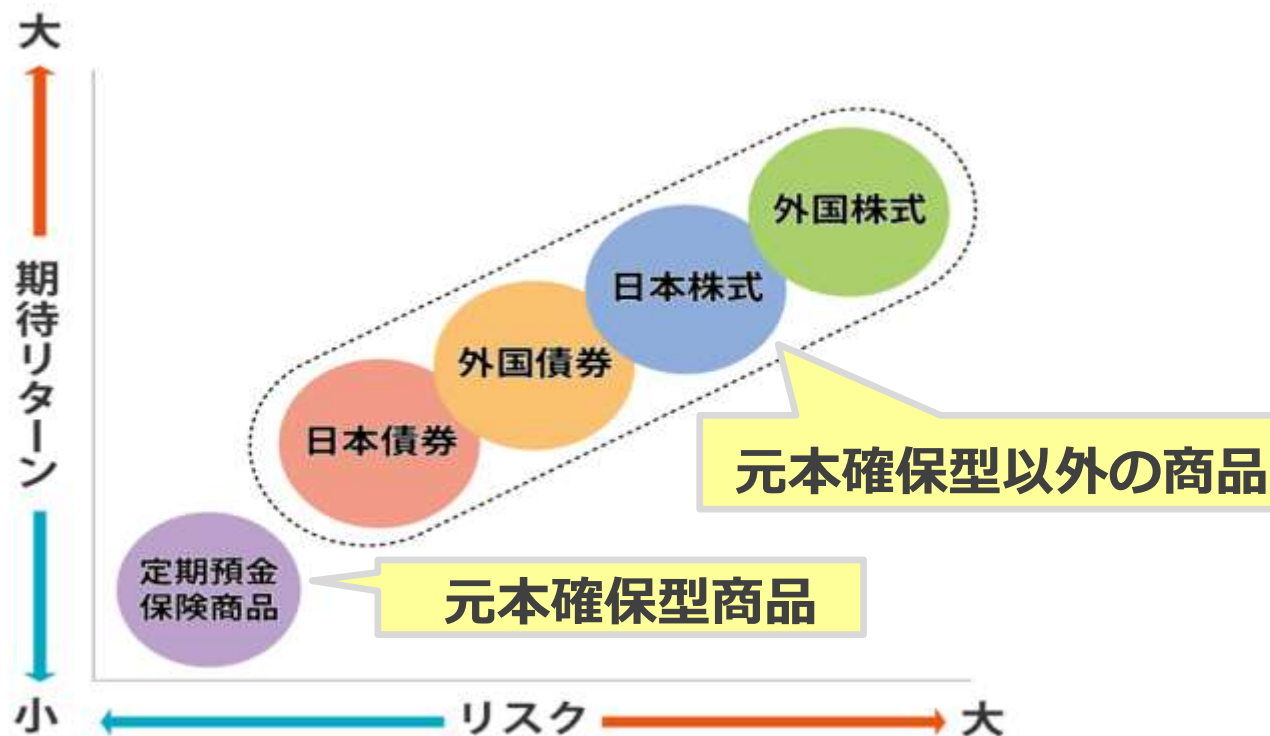 大
期待リターン
外国株式
日本株式
外国債券
日本債券
元本確保型以外の商品
定期預金
保険商品
元本確保型商品
小
リスク
大